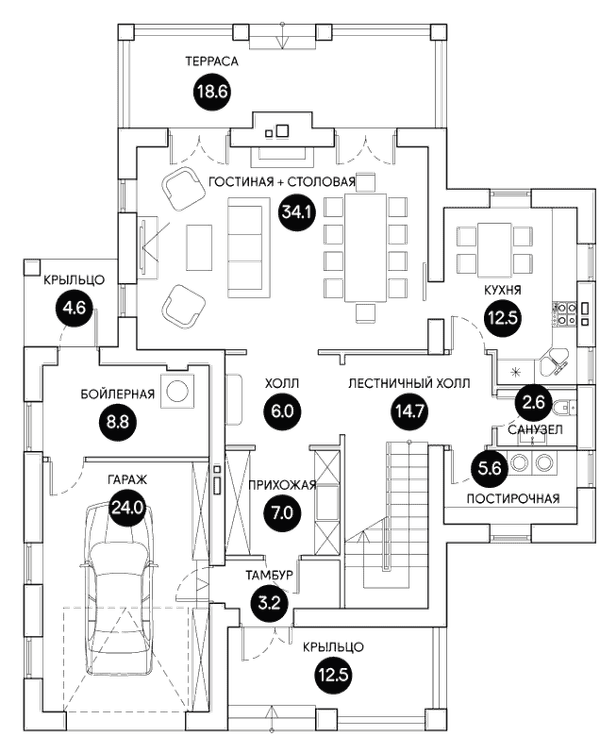 ТЕРРАСА
18.6
ГОСТИНАЯ + СТОЛОВАЯ
34.1
КРЫЛЬЦО
4.6
КУХНЯ
12.5
БОЙЛЕРНАЯ
8.8
ХОЛЛ
6.0
ЛЕСТНИЧНЫЙ ХОЛЛ
14.7
2.6
САНУЗЕЛ
5.6
ПОСТИРОЧНАЯ
ГАРАЖ
24.0
ПРИХОЖАЯ
7.0
ТАМБУР
3.2
КРЫЛЬЦО
12.5